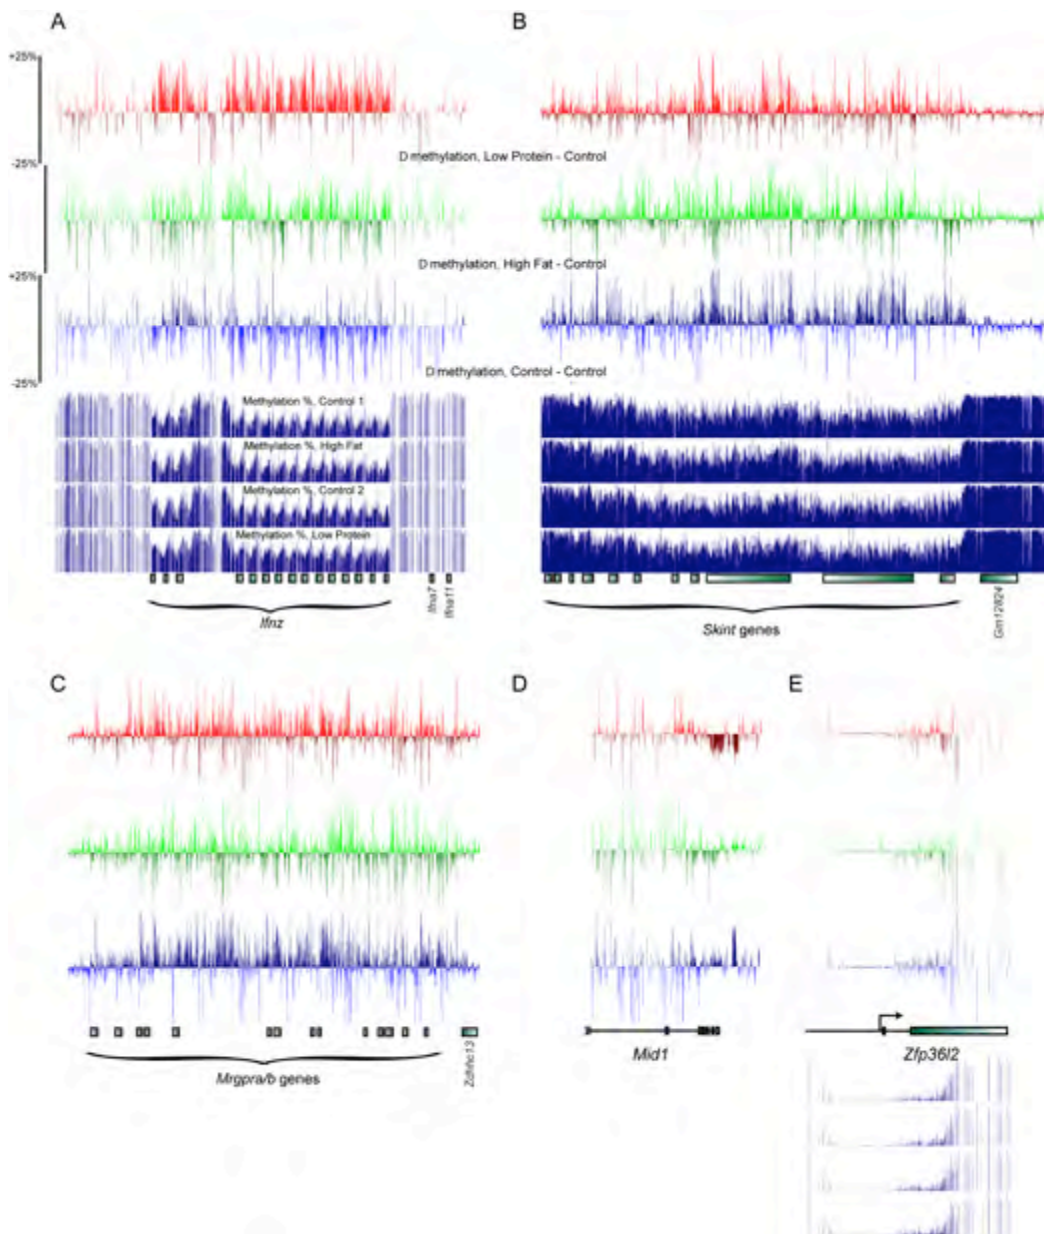 A
B
+25%
-25%
D methylation, Low Protein - Control
D methylation, High Fat - Control
+25%
D methylation, Control - Control
-25%
Methylation %, Control 1
Methylation %, High Fat
Methylation %, Control 2
Methylation %, Low Protein
Ifna7
Ifna11
Ifnz
Skint genes
Gm12824
C
D
E
Mrgpra/b genes
Zdhhc13
Mid1
Zfp36l2